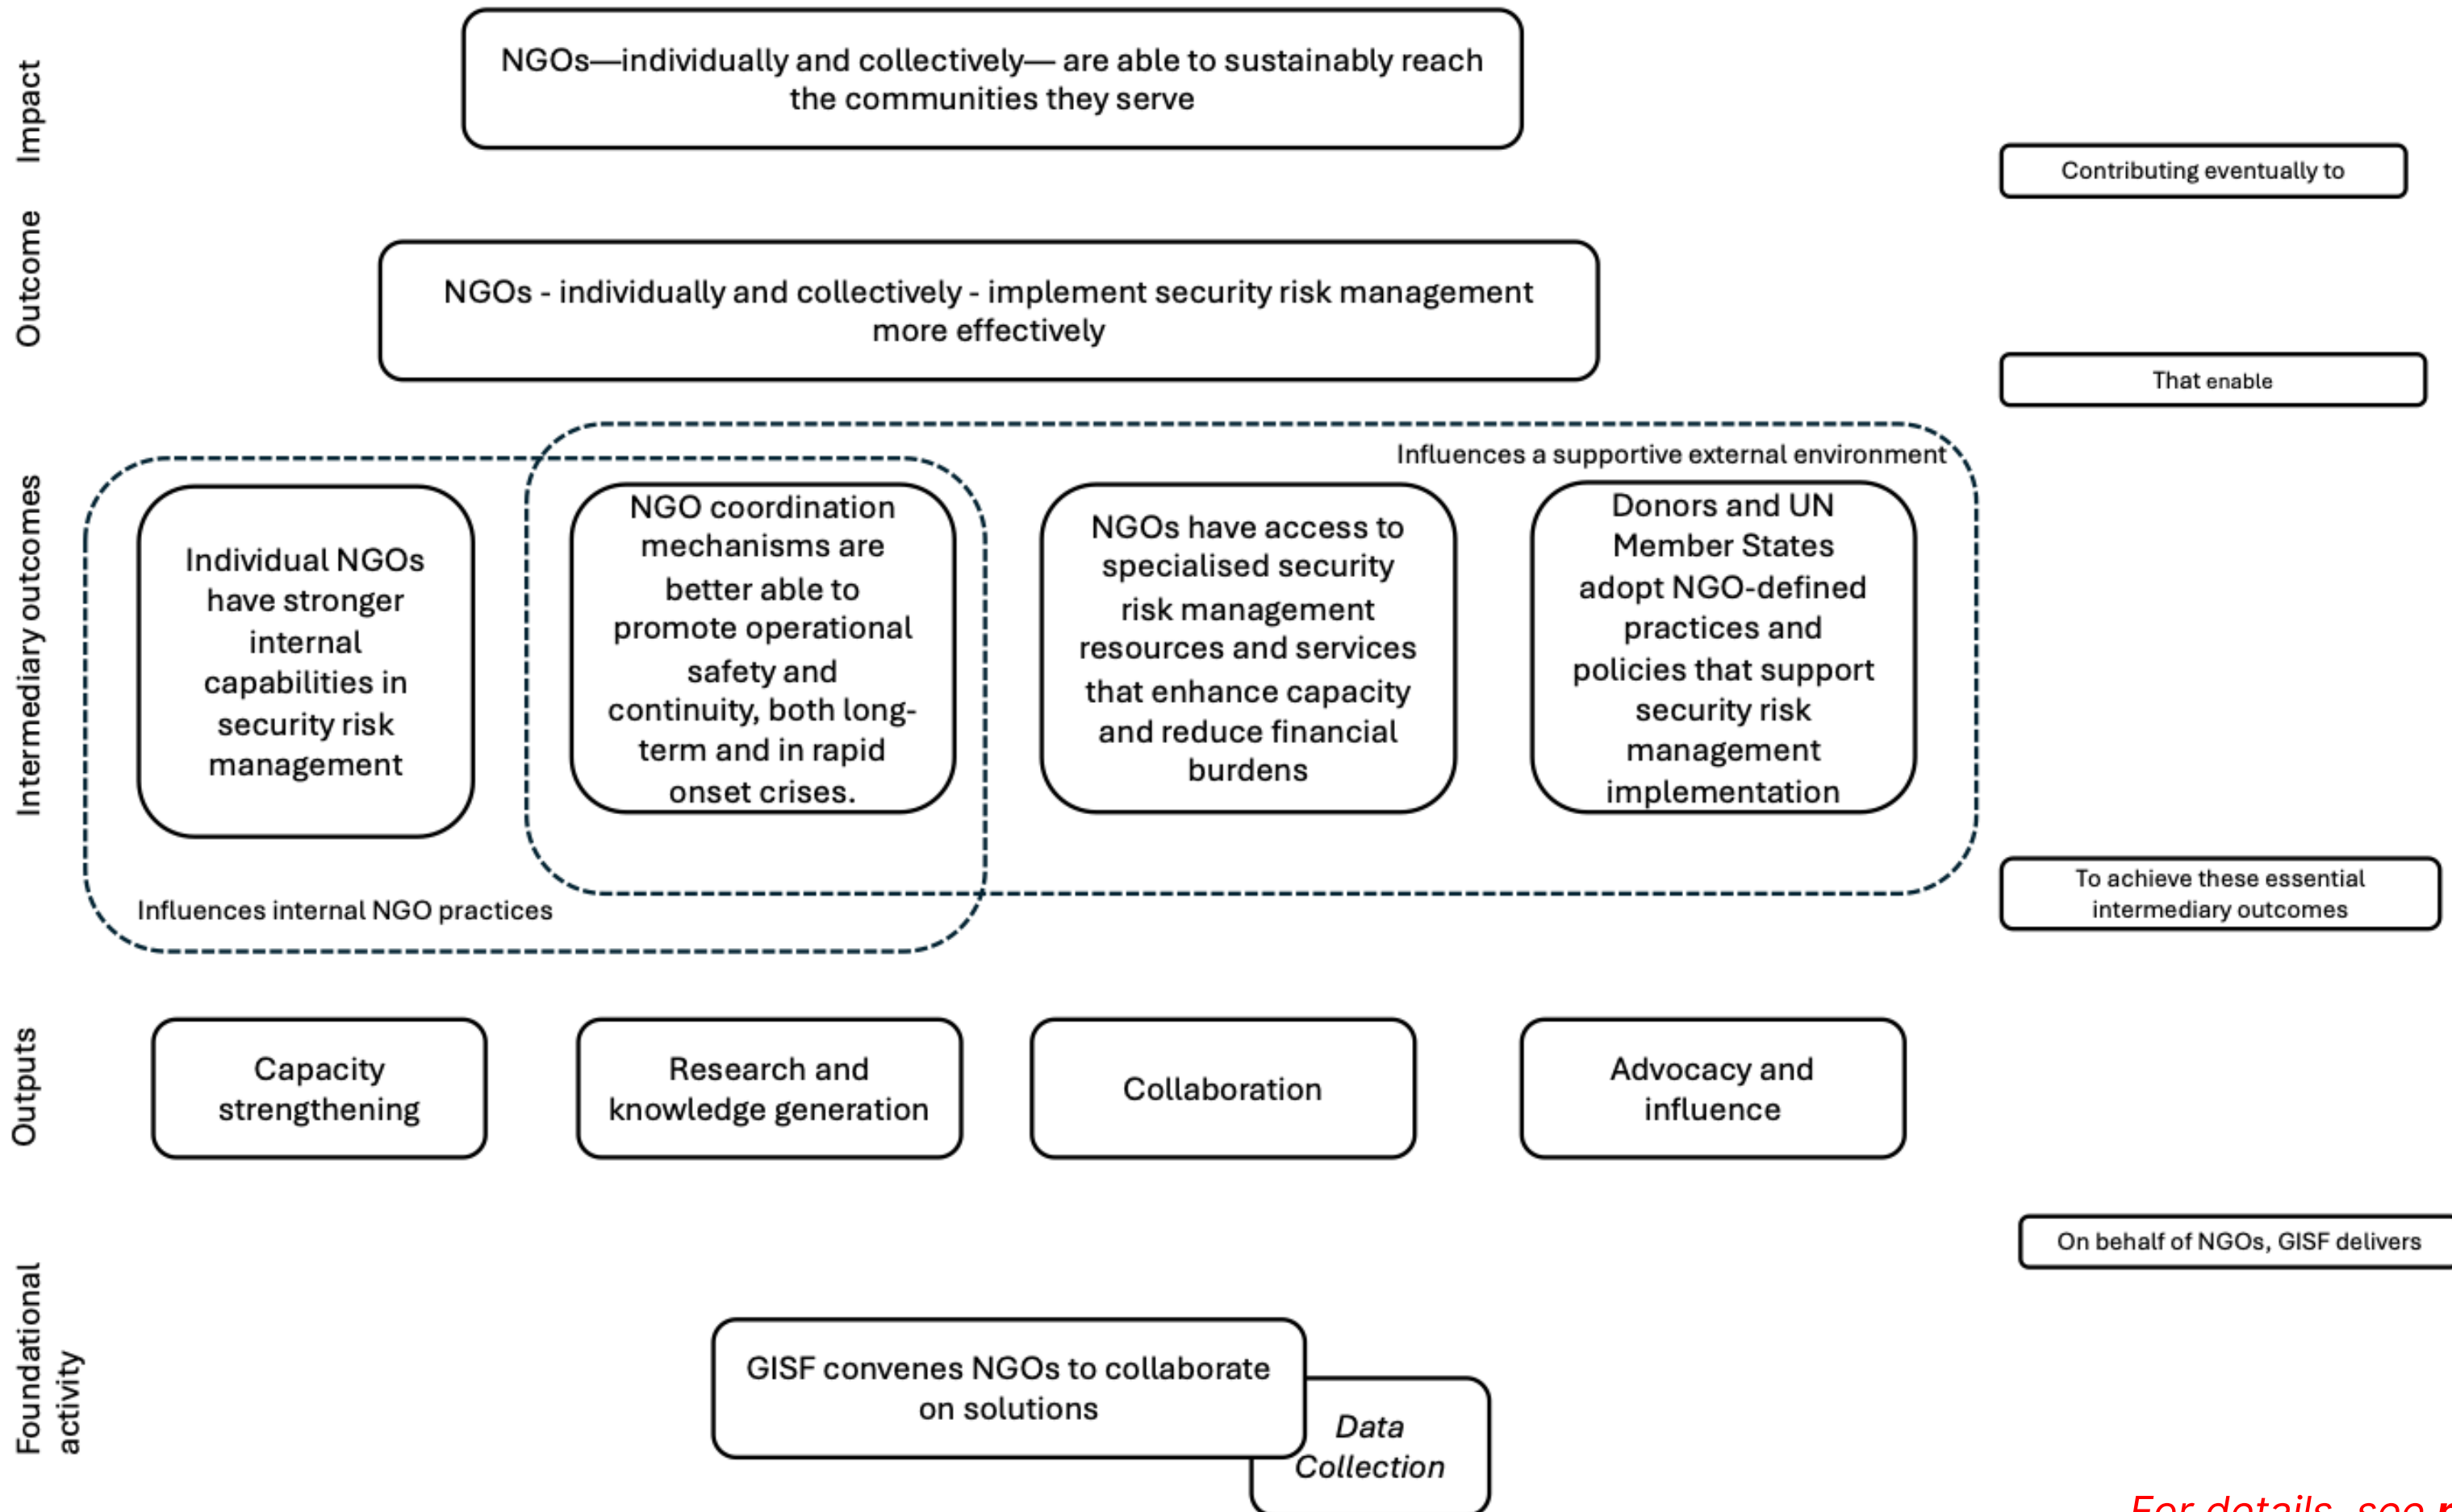 Impact
NGOs—individually and collectively— are able to sustainably reach
the communities they serve
Contributing eventually to
Outcome
NGOs - individually and collectively - implement security risk management
more effectively
That enable
Intermediary outcomes
Influences a supportive external environment
Individual NGOs
have stronger
internal
capabilities in
security risk
management
NGO coordination
mechanisms are
better able to
promote operational
safety and
continuity, both long-
term and in rapid
onset crises.
NGOs have access to
specialised security
risk management
resources and services
that enhance capacity
and reduce financial
burdens
Donors and UN
Member States
adopt NGO-defined
practices and
policies that support
security risk
management
implementation
Influences internal NGO practices
To achieve these essential
intermediary outcomes
Outputs
Capacity
strengthening
Research and
knowledge generation
Collaboration
Advocacy and
influence
On behalf of NGOs, GISF delivers
Foundational
activity
GISF convenes NGOs to collaborate
on solutions
Data
Collection
For details, see